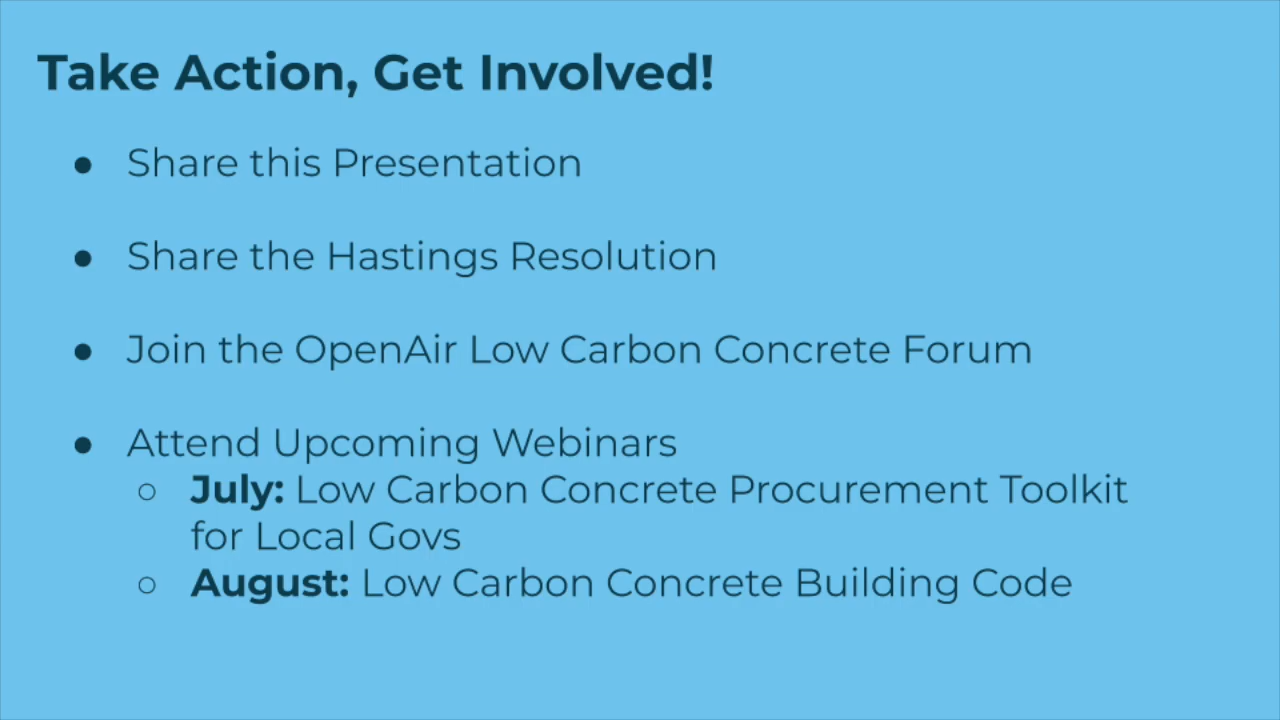 Take Action, Get Involved!
● Share this Presentation
● Share the Hastings Resolution
● Join the OpenAir Low Carbon Concrete Forum
● Attend Upcoming Webinars
○ July: Low Carbon Concrete Procurement Toolkit
for Local Govs
○ August: Low Carbon Concrete Building Code